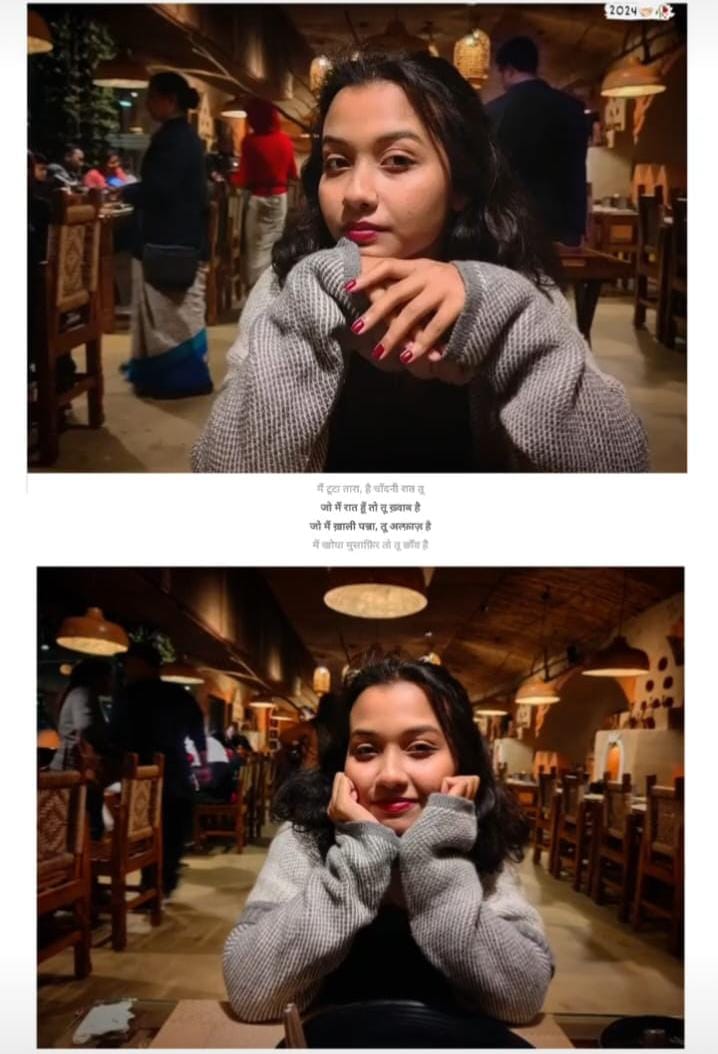 2024
मैं टूटा तारा, है चाँदनी रात तू
जो मैं रात हूँ तो तू ख़्वाब है
जो मैं ख़ाली पन्ना, तू अल्फ़ाज़ है
मैं खोया मुसाफ़िर तो तू छाँव है